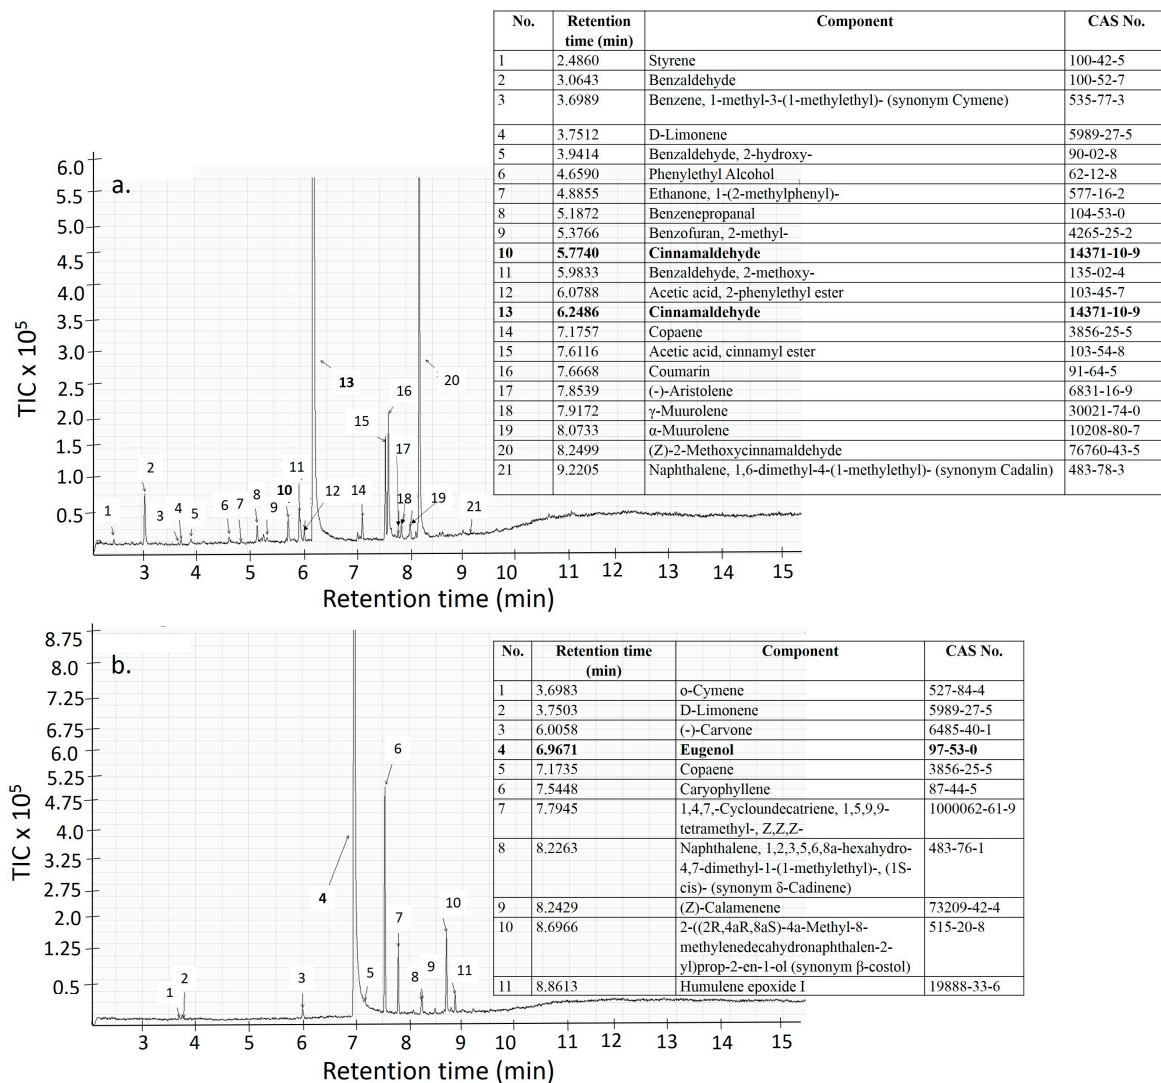 No. Retention time (min) Component CAS No.
1 2.4860 Styrene 100-42-5
2 3.0643 Benzaldehyde 100-52-7
3 3.6989 Benzene, 1-methyl-3-(1-methylethyl)- (synonym Cymene) 535-77-3
4 3.7512 D-Limonene 5989-27-5
5 3.9414 Benzaldehyde, 2-hydroxy- 90-02-8
6 4.6590 Phenylethyl Alcohol 62-12-8
7 4.8855 Ethanone, 1-(2-methylphenyl)- 577-16-2
8 5.1872 Benzenepropanal 104-53-0
9 5.3766 Benzofuran, 2-methyl- 4265-25-2
10 5.7740 Cinnamaldehyde 14371-10-9
11 5.9833 Benzaldehyde, 2-methoxy- 135-02-4
12 6.0788 Acetic acid, 2-phenylethyl ester 103-45-7
13 6.2486 Cinnamaldehyde 14371-10-9
14 7.1757 Copaene 3856-25-5
15 7.6116 Acetic acid, cinnamyl ester 103-54-8
16 7.6668 Coumarin 91-64-5
17 7.8539 (-)-Aristolene 6831-16-9
18 7.9172 γ-Muurolene 30021-74-0
19 8.0733 α-Muurolene 10208-80-7
20 8.2499 (Z)-2-Methoxycinnamaldehyde 76760-43-5
21 9.2205 Naphthalene, 1,6-dimethyl-4-(1-methylethyl)- (synonym Cadalin) 483-78-3
a.
TIC x 10⁵
6.0
5.5
5.0
4.5
4.0
3.5
3.0
2.5
2.0
1.5
1.0
0.5
1 2 3 4 5 6 7 8 9 10 11 12 13 14 15 16 17 18 19 20 21
3 4 5 6 7 8 9 10 11 12 13 14 15
Retention time (min)
b.
TIC x 10⁵
8.75
8.0
7.25
6.75
6.0
5.25
4.75
4.0
3.25
2.75
2.0
1.25
0.5
1 2 3 4 5 6 7 8 9 10 11
3 4 5 6 7 8 9 10 11 12 13 14 15
Retention time (min)
No. Retention time (min) Component CAS No.
1 3.6983 o-Cymene 527-84-4
2 3.7503 D-Limonene 5989-27-5
3 6.0058 (-)-Carvone 6485-40-1
4 6.9671 Eugenol 97-53-0
5 7.1735 Copaene 3856-25-5
6 7.5448 Caryophyllene 87-44-5
7 7.7945 1,4,7,-Cycloundecatriene, 1,5,9,9- 1000062-61-9
tetramethyl-, Z,Z,Z-
8 8.2263 Naphthalene, 1,2,3,5,6,8a-hexahydro- 483-76-1
4,7-dimethyl-1-(1-methylethyl)-, (1S-
cis)- (synonym δ-Cadinene)
9 8.2429 (Z)-Calamenene 73209-42-4
10 8.6966 2-((2R,4aR,8aS)-4a-Methyl-8- 515-20-8
methylenedecahydronaphthalen-2-
yl)prop-2-en-1-ol (synonym β-costol)
11 8.8613 Humulene epoxide I 19888-33-6